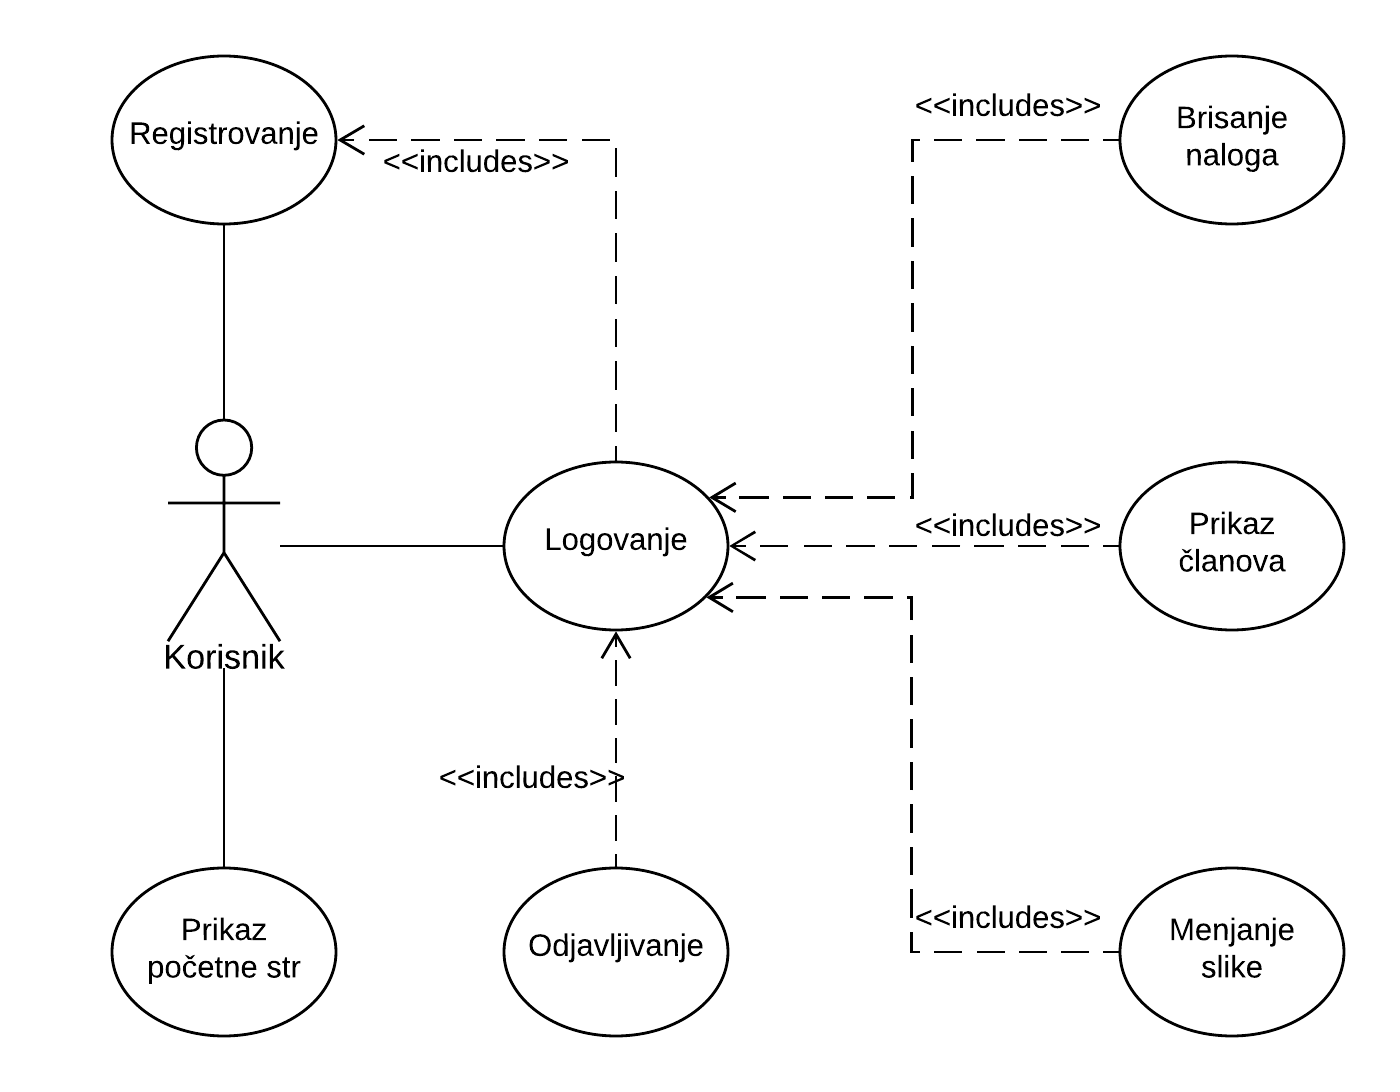 Registrovanje
<<includes>>
<<includes>>
Brisanje
naloga
Korisnik
Logovanje
<<includes>>
Prikaz
članova
<<includes>>
Prikaz
početne str
Odjavljivanje
<<includes>>
Menjanje
slike